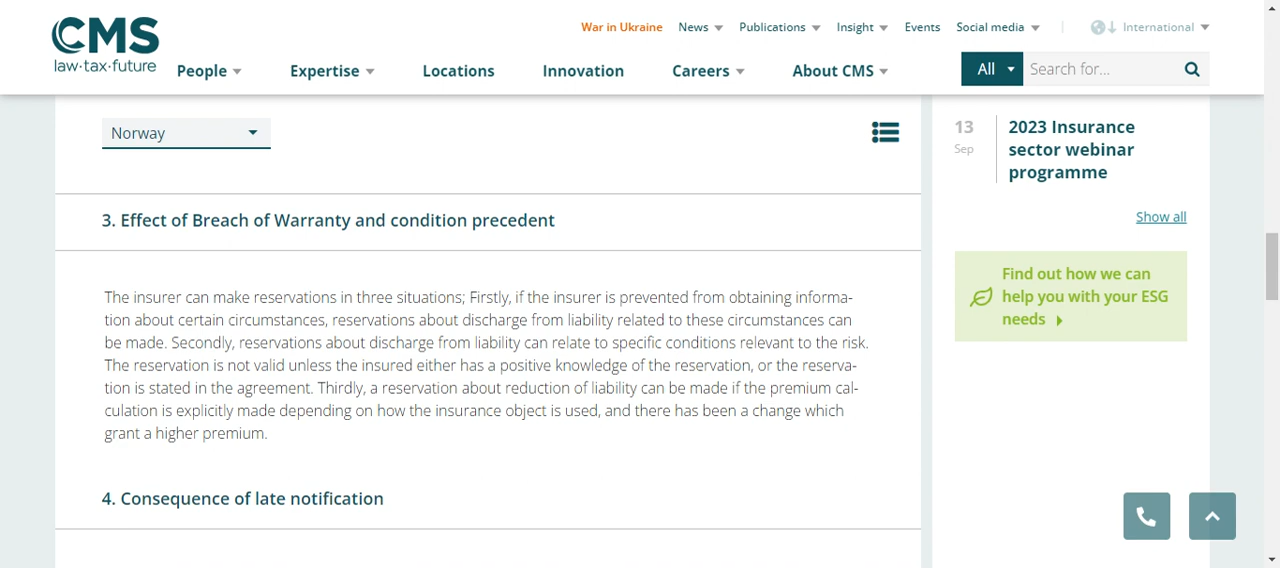 CMS
law·tax·future
War in Ukraine
News
Publications
Insight
Events
Social media
International
People
Expertise
Locations
Innovation
Careers
About CMS
All
Search for...
Norway
3. Effect of Breach of Warranty and condition precedent
The insurer can make reservations in three situations; Firstly, if the insurer is prevented from obtaining informa-
tion about certain circumstances, reservations about discharge from liability related to these circumstances can
be made. Secondly, reservations about discharge from liability can relate to specific conditions relevant to the risk.
The reservation is not valid unless the insured either has a positive knowledge of the reservation, or the reserva-
tion is stated in the agreement. Thirdly, a reservation about reduction of liability can be made if the premium cal-
culation is explicitly made depending on how the insurance object is used, and there has been a change which
grant a higher premium.
4. Consequence of late notification
13
Sep
2023 Insurance
sector webinar
programme
Show all
Find out how we can
help you with your ESG
needs